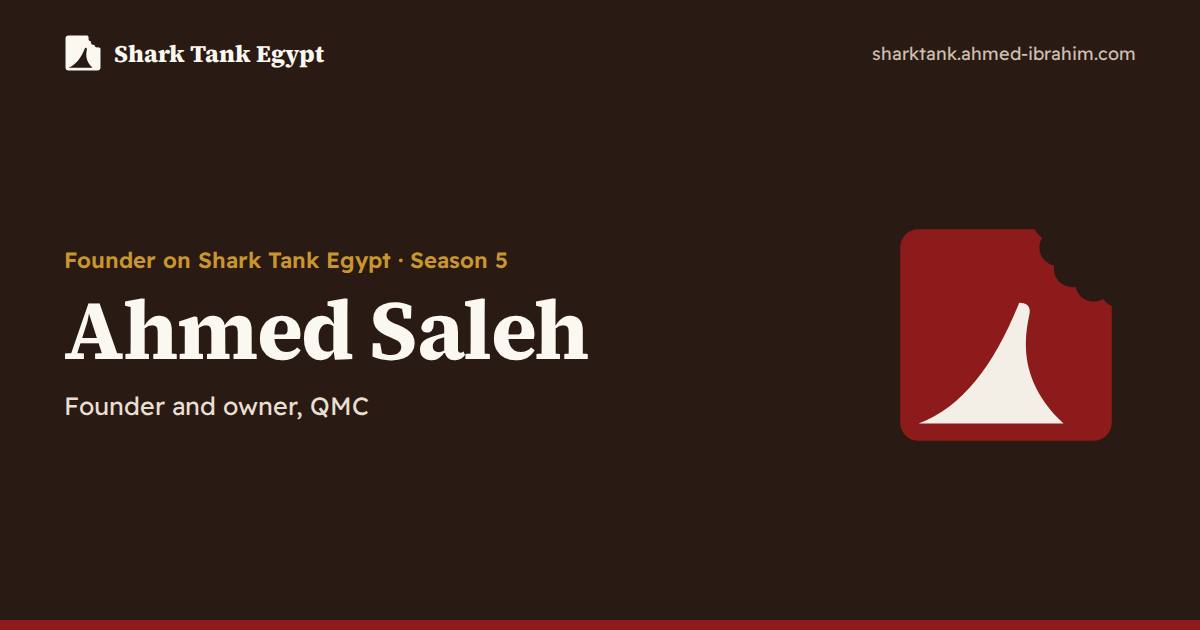 Shark Tank Egypt
sharktank.ahmed-ibrahim.com
Founder on Shark Tank Egypt · Season 5
Ahmed Saleh
Founder and owner, QMC